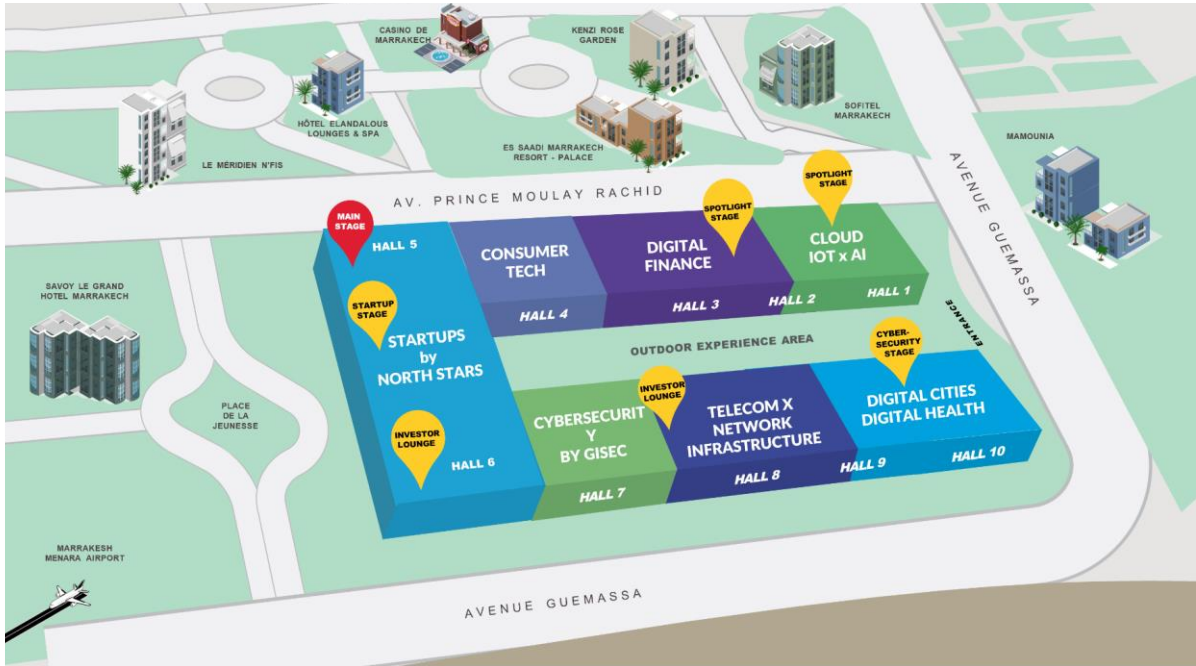 CASINO DE
MARRAKECH
KENZI ROSE
GARDEN
HÔTEL ELANDALOUS
LOUNGES & SPA
SOFITEL
MARRAKECH
LE MÉRIDIEN N'FIS
ES SAADI MARRAKECH
RESORT - PALACE
MAMOUNIA
AV. PRINCE MOULAY RACHID
AVENUE GUEMASSA
MAIN
STAGE
HALL 5
STARTUP
STAGE
STARTUPS
by
NORTH STARS
INVESTOR
LOUNGE
HALL 6
CONSUMER
TECH
HALL 4
SPOTLIGHT
STAGE
DIGITAL
FINANCE
HALL 3
SPOTLIGHT
STAGE
CLOUD
IOT x AI
HALL 2
HALL 1
ENTRANCE
OUTDOOR EXPERIENCE AREA
CYBERSECURIT
Y
BY GISEC
HALL 7
INVESTOR
LOUNGE
TELECOM X
NETWORK
INFRASTRUCTURE
HALL 8
CYBER-
SECURITY
STAGE
DIGITAL CITIES
DIGITAL HEALTH
HALL 9
HALL 10
SAVOY LE GRAND
HOTEL MARRAKECH
PLACE
DE LA
JEUNESSE
MARRAKESH
MENARA AIRPORT
AVENUE GUEMASSA